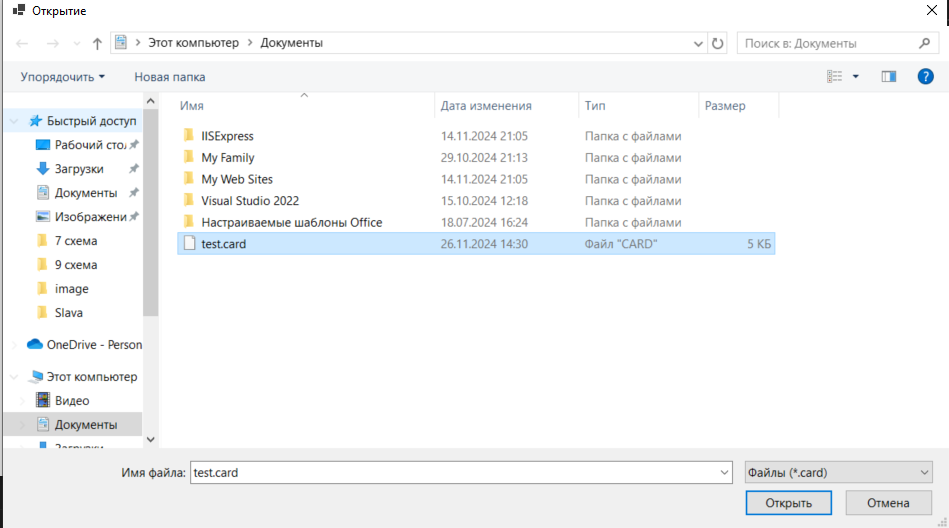 Открытие
Этот компьютер > Документы
Поиск в: Документы
Упорядочить Новая папка
Имя Дата изменения Тип Размер
IISExpress 14.11.2024 21:05 Папка с файлами
My Family 29.10.2024 21:13 Папка с файлами
My Web Sites 14.11.2024 21:05 Папка с файлами
Visual Studio 2022 15.10.2024 12:18 Папка с файлами
Настраиваемые шаблоны Office 18.07.2024 16:24 Папка с файлами
test.card 26.11.2024 14:30 Файл "CARD" 5 КБ
Быстрый доступ
Рабочий стол
Загрузки
Документы
Изображени
7 схема
9 схема
image
Slava
OneDrive - Person
Этот компьютер
Видео
Документы
Загрузки
Имя файла: test.card Файлы (*.card)
Открыть Отмена